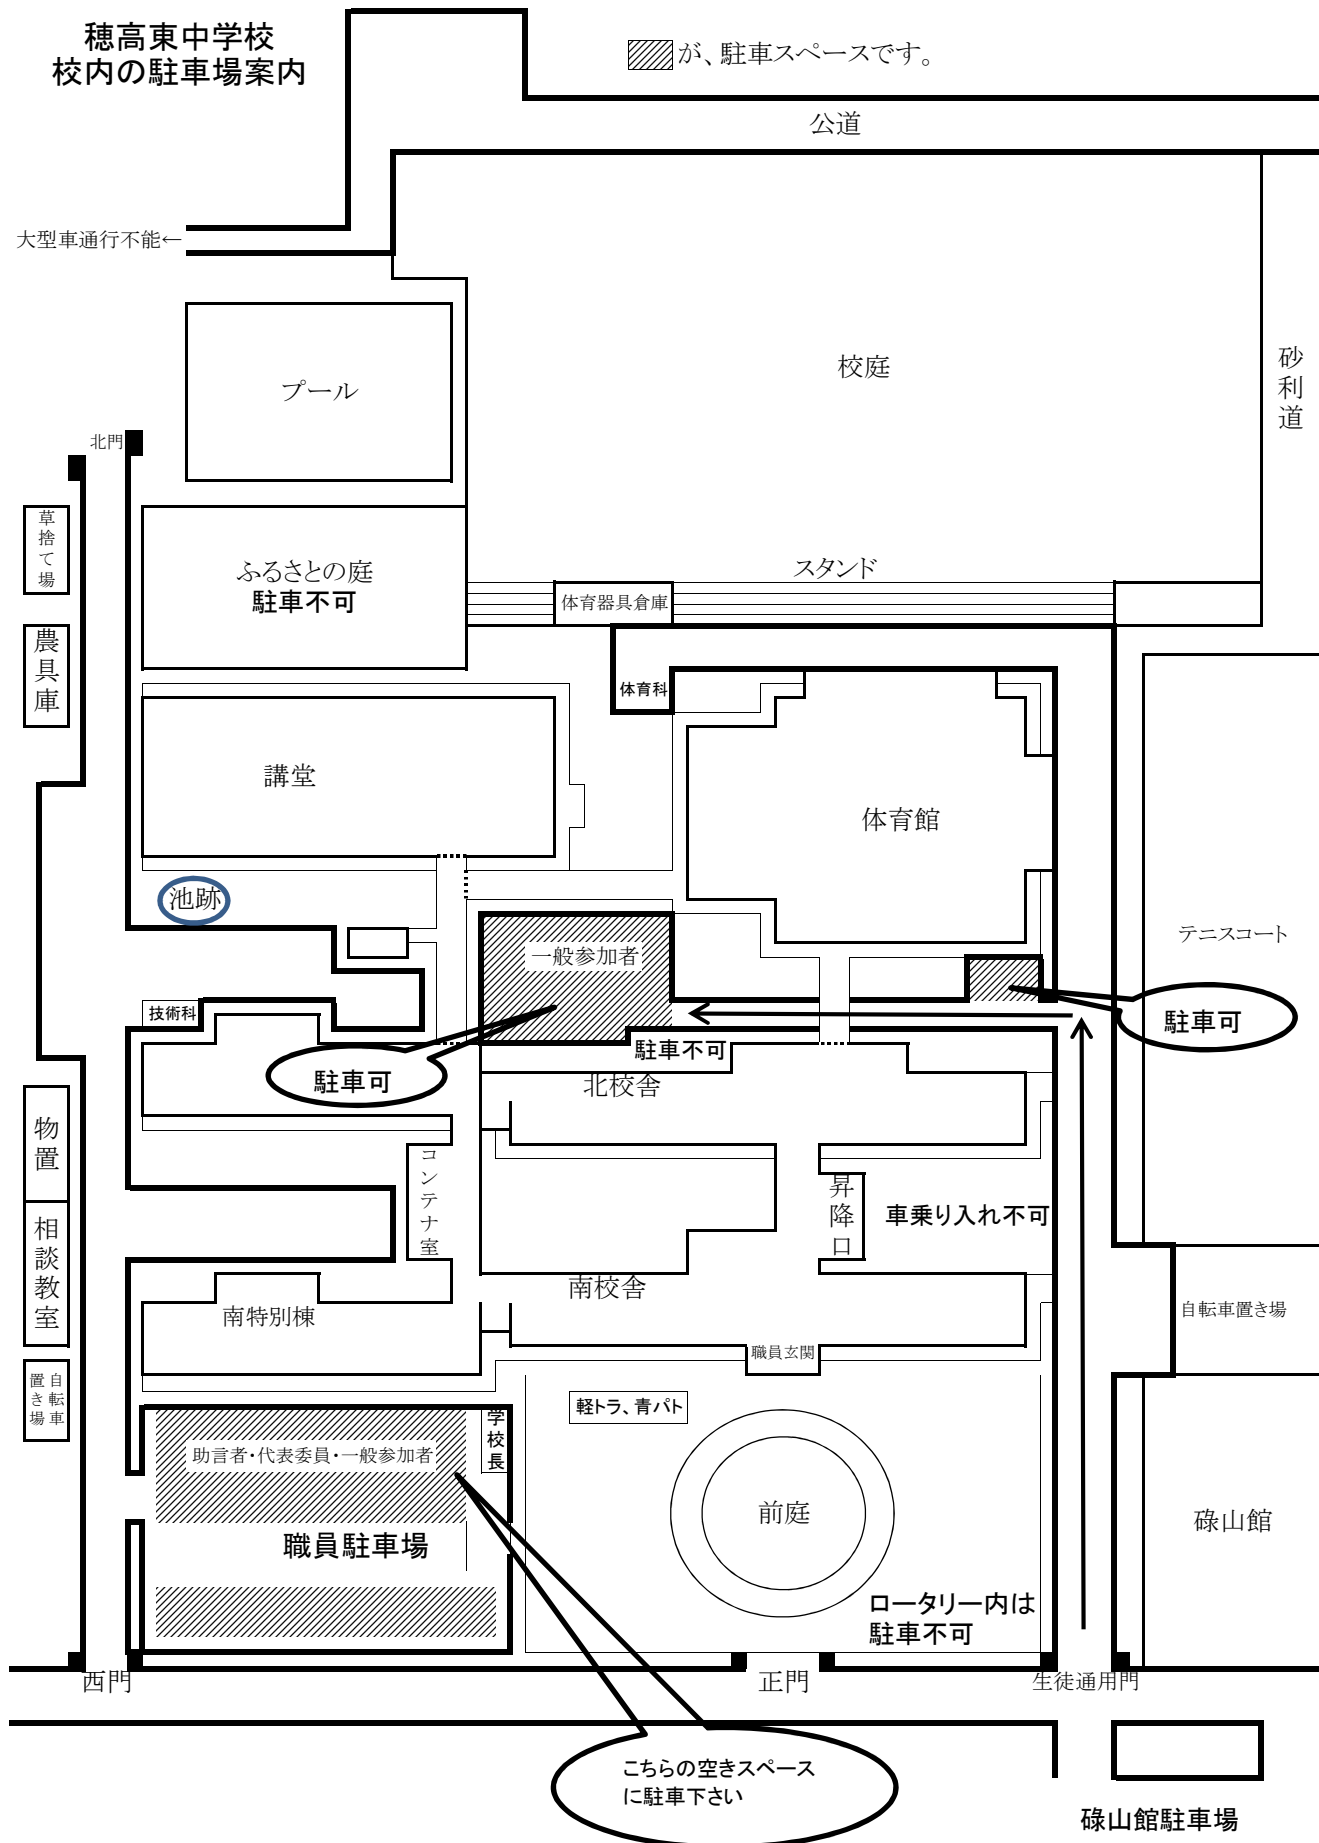 穂高東中学校
校内の駐車場案内
が、駐車スペースです。
公道
大型車通行不能←
プール
校庭
砂利道
北門
草捨て場
ふるさとの庭
駐車不可
スタンド
体育器具倉庫
農具庫
体育科
講堂
体育館
池跡
テニスコート
一般参加者
技術科
駐車可
駐車不可
駐車可
北校舎
物置
コンテナ室
昇降口
車乗り入れ不可
相談教室
南校舎
南特別棟
自転車置き場
職員玄関
自転車
置き場
軽トラ、青パト
学校長
助言者・代表委員・一般参加者
前庭
碌山館
職員駐車場
ロータリー内は
駐車不可
西門
正門
生徒通用門
こちらの空きスペース
に駐車下さい
碌山館駐車場